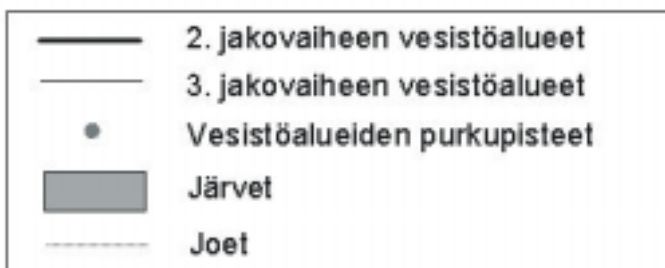 2. jakovaiheen vesistöalueet
3. jakovaiheen vesistöalueet
Vesistöalueiden purkupisteet
Järvet
Joet